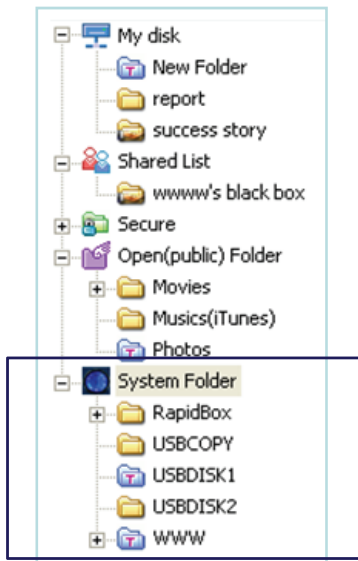 My disk
New Folder
report
success story
Shared List
wwww's black box
Secure
Open(public) Folder
Movies
Musics(iTunes)
Photos
System Folder
RapidBox
USBCOPY
USBDISK1
USBDISK2
WWW